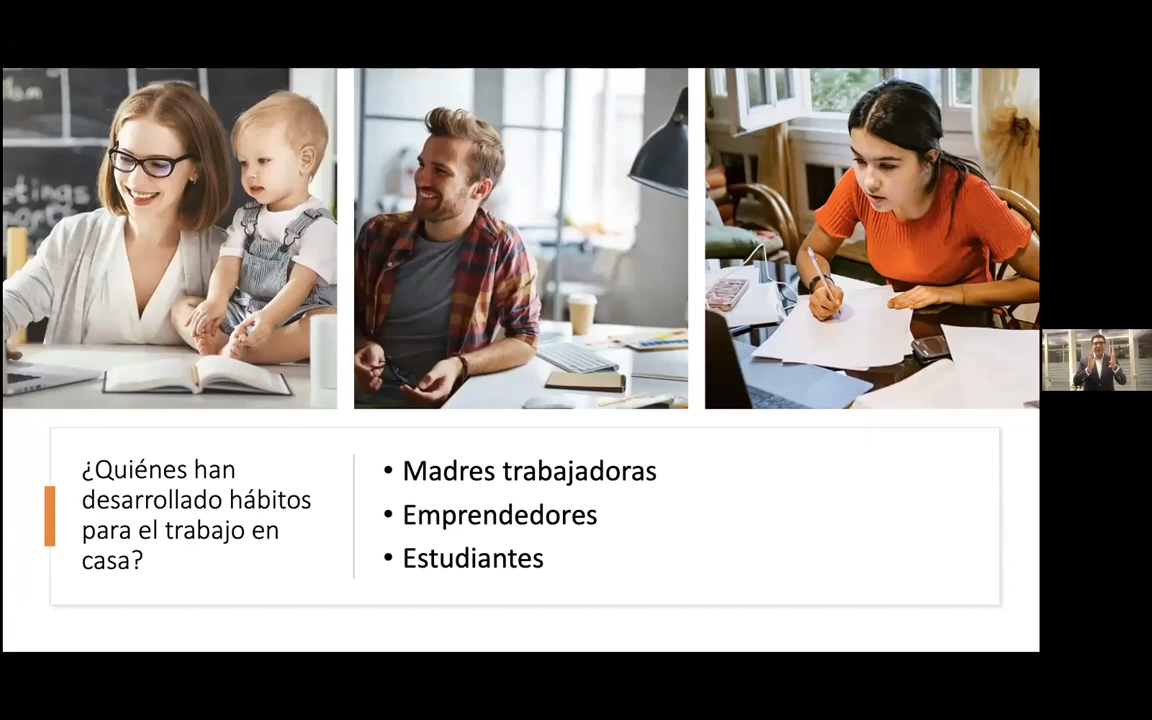 ¿Quiénes han
desarrollado hábitos
para el trabajo en
casa?
• Madres trabajadoras
• Emprendedores
• Estudiantes